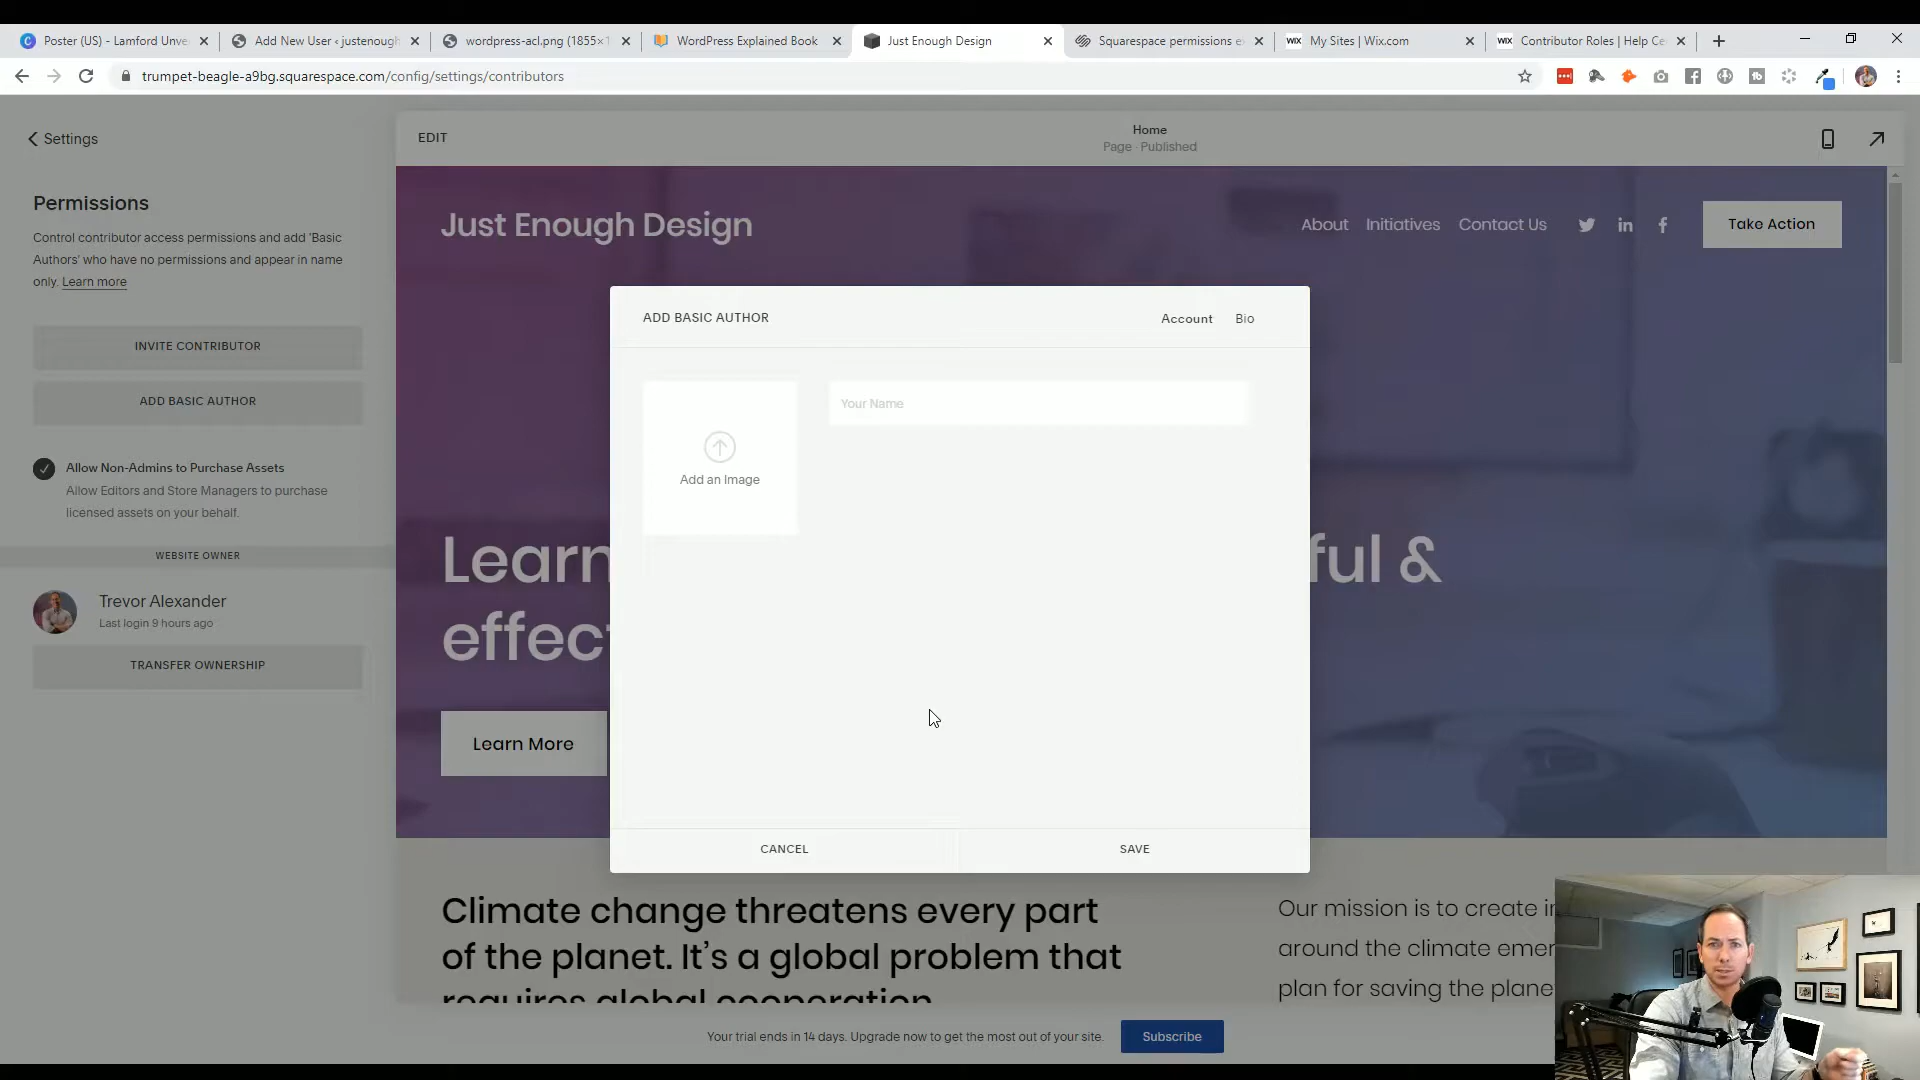 Poster (US) - Lamford Unve
Add New User ‹ justenough
wordpress-acl.png (1855×1
WordPress Explained Book
Just Enough Design
Squarespace permissions e
WIX
My Sites | Wix.com
WIX
Contributor Roles | Help Ce
trumpet-beagle-a9bg.squarespace.com/config/settings/contributors
Settings
EDIT
Home
Page · Published
Permissions
Control contributor access permissions and add 'Basic
Authors' who have no permissions and appear in name
only. Learn more
INVITE CONTRIBUTOR
ADD BASIC AUTHOR
Allow Non-Admins to Purchase Assets
Allow Editors and Store Managers to purchase
licensed assets on your behalf.
WEBSITE OWNER
Trevor Alexander
Last login 9 hours ago
TRANSFER OWNERSHIP
Just Enough Design
About
Initiatives
Contact Us
Take Action
ADD BASIC AUTHOR
Account
Bio
Add an Image
Your Name
CANCEL
SAVE
Learn
ful &
effec
Learn More
Climate change threatens every part
of the planet. It's a global problem that
requires global cooperation
Our mission is to create i
around the climate emer
plan for saving the plane
Your trial ends in 14 days. Upgrade now to get the most out of your site.
Subscribe